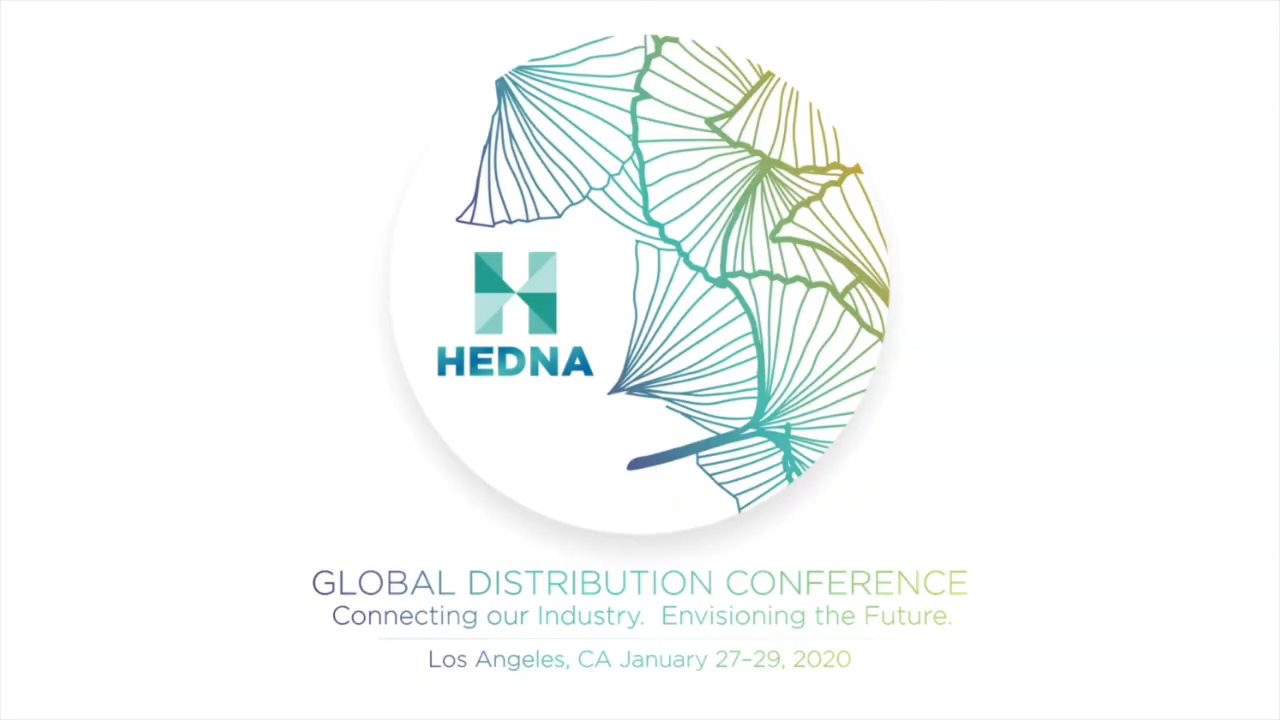 HEDNA
GLOBAL DISTRIBUTION CONFERENCE
Connecting our Industry. Envisioning the Future.
Los Angeles, CA January 27–29, 2020